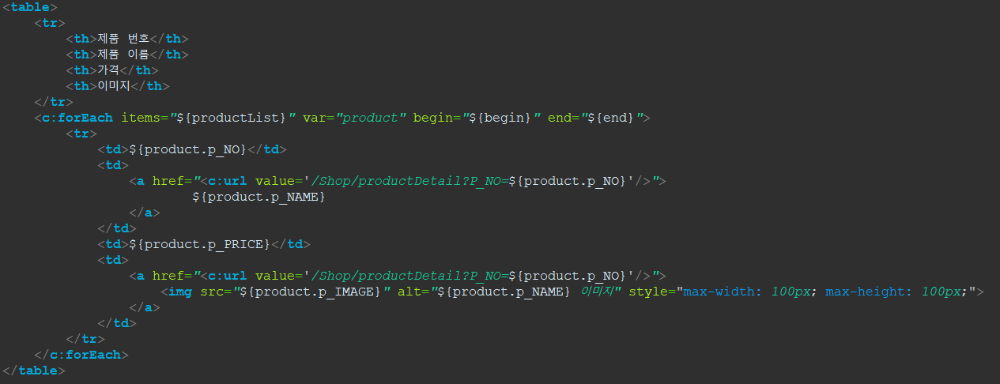 <table>
    <tr>
        <th>제품 번호</th>
        <th>제품 이름</th>
        <th>가격</th>
        <th>이미지</th>
    </tr>
    <c:forEach items="${productList}" var="product" begin="${begin}" end="${end}">
        <tr>
            <td>${product.p_NO}</td>
            <td>
                <a href="<c:url value='/Shop/productDetail?P_NO=${product.p_NO}'/>">
                        ${product.p_NAME}
                </a>
            </td>
            <td>${product.p_PRICE}</td>
            <td>
                <a href="<c:url value='/Shop/productDetail?P_NO=${product.p_NO}'/>">
                    <img src="${product.p_IMAGE}" alt="${product.p_NAME} 이미지" style="max-width: 100px; max-height: 100px;">
                </a>
            </td>
        </tr>
    </c:forEach>
</table>